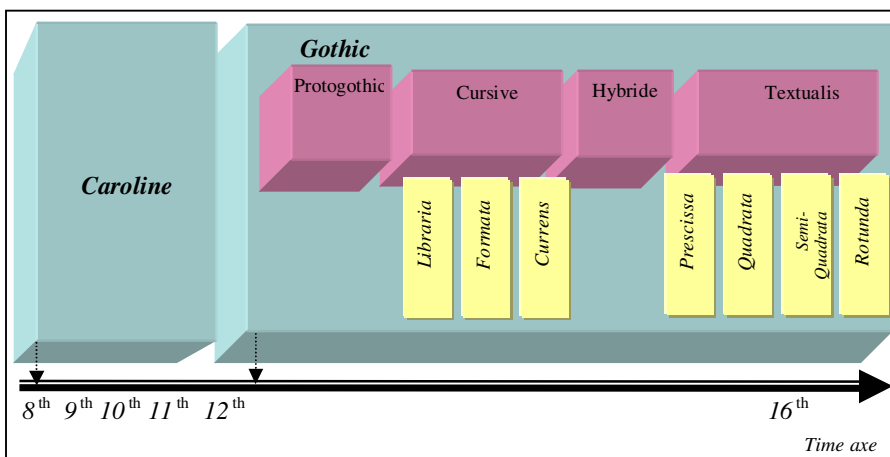 Gothic
Protogothic Cursive Hybride Textualis
Caroline
Libraria
Formata
Currens
Prescissa
Quadrata
Semi-
Quadrata
Rotunda
8th 9th 10th 11th 12th 16th
Time axe